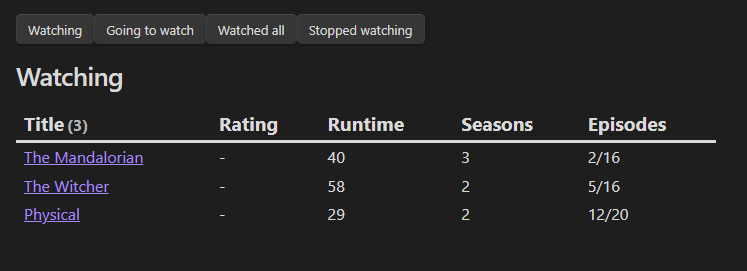 Watching Going to watch Watched all Stopped watching
Watching
Title (3) Rating Runtime Seasons Episodes
The Mandalorian - 40 3 2/16
The Witcher - 58 2 5/16
Physical - 29 2 12/20